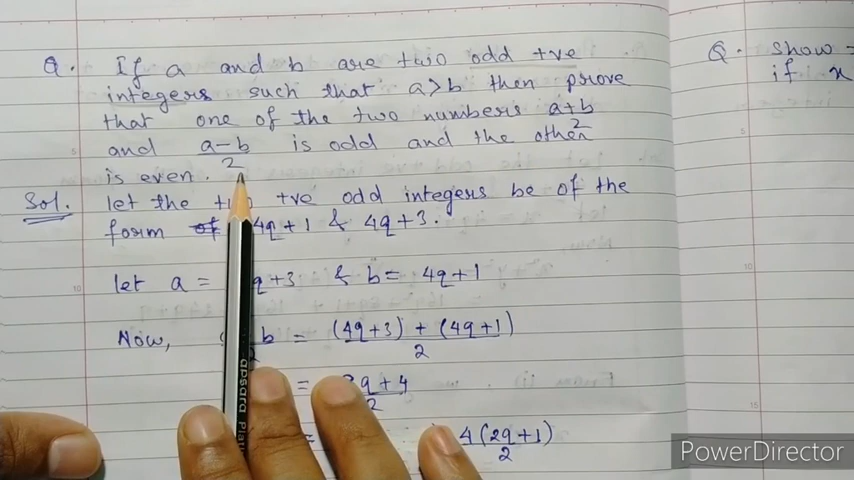 Q. If a and b are two odd +ve
integers such that a>b then prove
that one of the two numbers a+b/2
and a-b/2 is odd and the other
is even.
Sol. let the +ve odd integers be of the
form of 4q+1 & 4q+3.
let a = q+3 & b = 4q+1
Now, b = (4q+3) + (4q+1)/2
= q+4/2
= 4(2q+1)/2
Q. show
if x
apsara Plati
PowerDirector